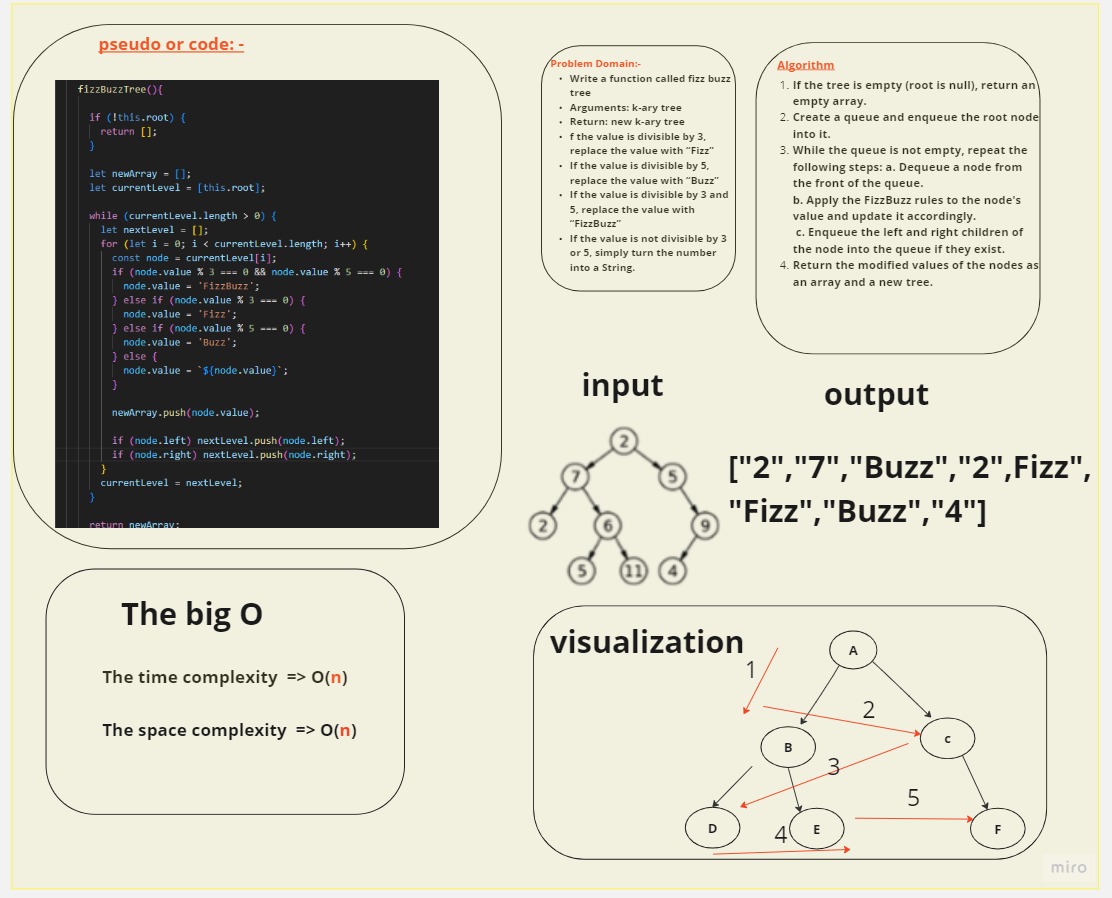 pseudo or code: -
fizzBuzzTree(){
if (!this.root) {
return [];
}
let newArray = [];
let currentLevel = [this.root];
while (currentLevel.length > 0) {
let nextLevel = [];
for (let i = 0; i < currentLevel.length; i++) {
const node = currentLevel[i];
if (node.value % 3 === 0 && node.value % 5 === 0) {
node.value = 'FizzBuzz';
} else if (node.value % 3 === 0) {
node.value = 'Fizz';
} else if (node.value % 5 === 0) {
node.value = 'Buzz';
} else {
node.value = `${node.value}`;
}
newArray.push(node.value);
if (node.left) nextLevel.push(node.left);
if (node.right) nextLevel.push(node.right);
}
currentLevel = nextLevel;
}
return newArray;
Problem Domain:-
• Write a function called fizz buzz
tree
• Arguments: k-ary tree
• Return: new k-ary tree
• f the value is divisible by 3,
replace the value with “Fizz”
• If the value is divisible by 5,
replace the value with “Buzz”
• If the value is divisible by 3 and
5, replace the value with
“FizzBuzz”
• If the value is not divisible by 3
or 5, simply turn the number
into a String.
Algorithm
1. If the tree is empty (root is null), return an
empty array.
2. Create a queue and enqueue the root node
into it.
3. While the queue is not empty, repeat the
following steps: a. Dequeue a node from
the front of the queue.
b. Apply the FizzBuzz rules to the node's
value and update it accordingly.
c. Enqueue the left and right children of
the node into the queue if they exist.
4. Return the modified values of the nodes as
an array and a new tree.
input
2
7 5
2 6 9
5 11 4
output
["2","7","Buzz","2",Fizz",
"Fizz","Buzz","4"]
The big O
The time complexity => O(n)
The space complexity => O(n)
visualization
A
1
2
B c
3
5
D 4 E F
miro